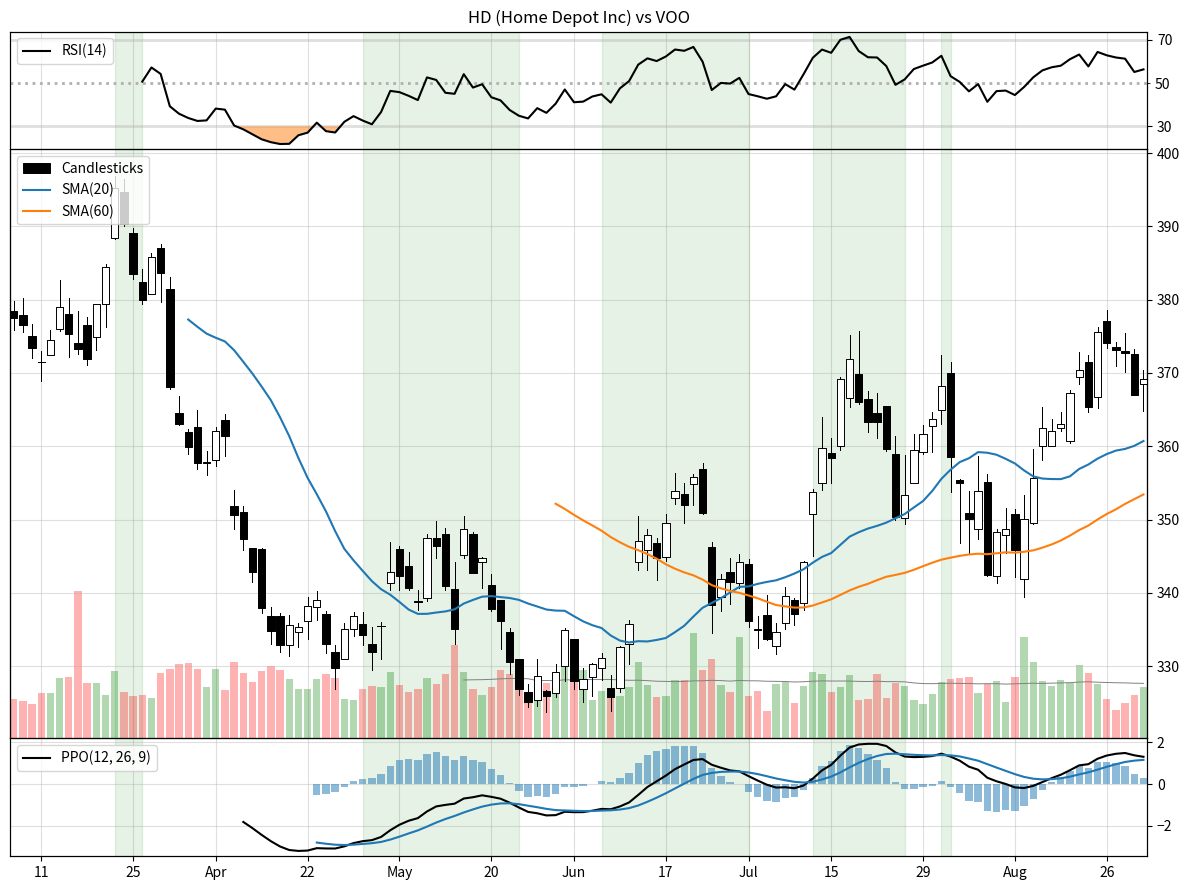 HD (Home Depot Inc) vs VOO
RSI(14)
70
50
30
Candlesticks
SMA(20)
SMA(60)
400
390
380
370
360
350
340
330
PPO(12, 26, 9)
2
0
−2
11 25 Apr 22 May 20 Jun 17 Jul 15 29 Aug 26